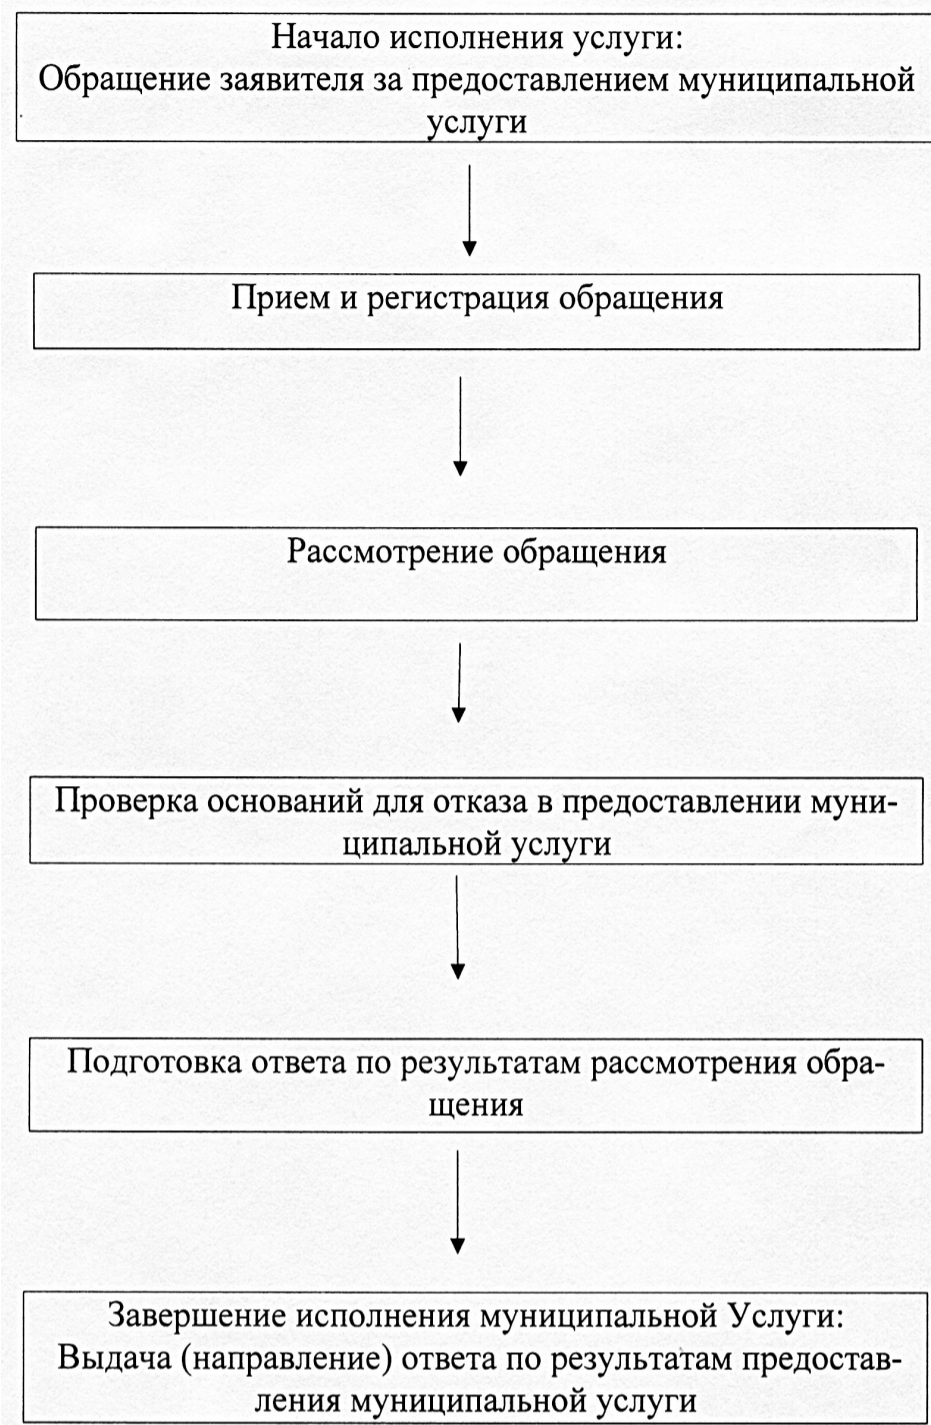 Начало исполнения услуги:
Обращение заявителя за предоставлением муниципальной
услуги
Прием и регистрация обращения
Рассмотрение обращения
Проверка оснований для отказа в предоставлении муни-
ципальной услуги
Подготовка ответа по результатам рассмотрения обра-
щения
Завершение исполнения муниципальной Услуги:
Выдача (направление) ответа по результатам предостав-
ления муниципальной услуги